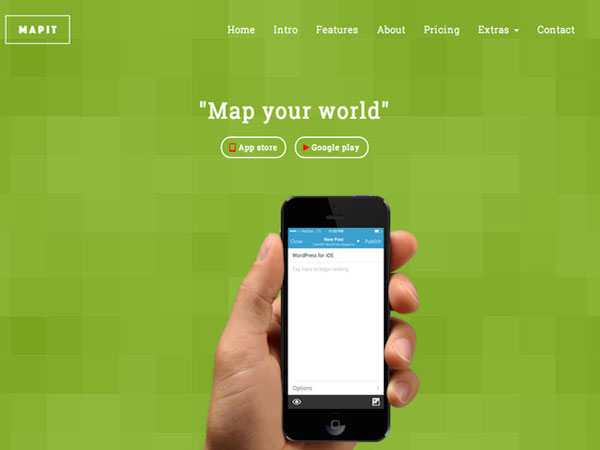 MAPIT
Home Intro Features About Pricing Extras Contact
"Map your world"
App store Google play
Verizon 9:35 PM
Close New Post Publish
WordPress for iOS
Tap here to begin writing
Options